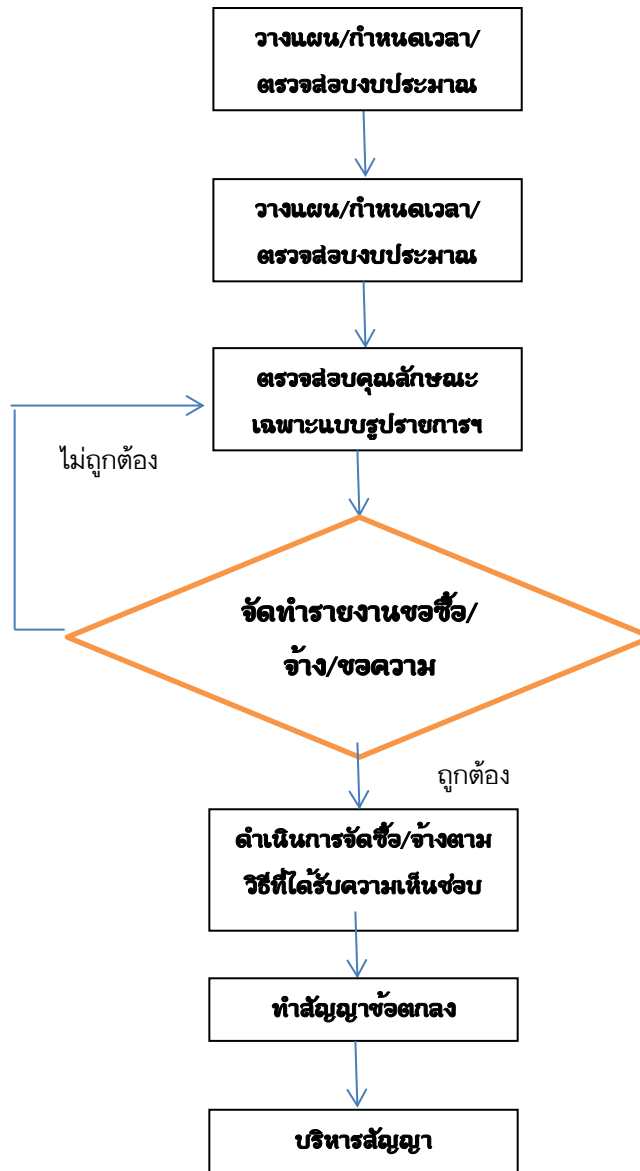 วางแผน/กำหนดเวลา/
ตรวจสอบงบประมาณ
วางแผน/กำหนดเวลา/
ตรวจสอบงบประมาณ
ตรวจสอบคุณลักษณะ
เฉพาะแบบรูปรายการฯ
ไม่ถูกต้อง
จัดทำรายงานขอซื้อ/
จ้าง/ขอความ
ถูกต้อง
ดำเนินการจัดซื้อ/จ้างตาม
วิธีที่ได้รับความเห็นชอบ
ทำสัญญาข้อตกลง
บริหารสัญญา